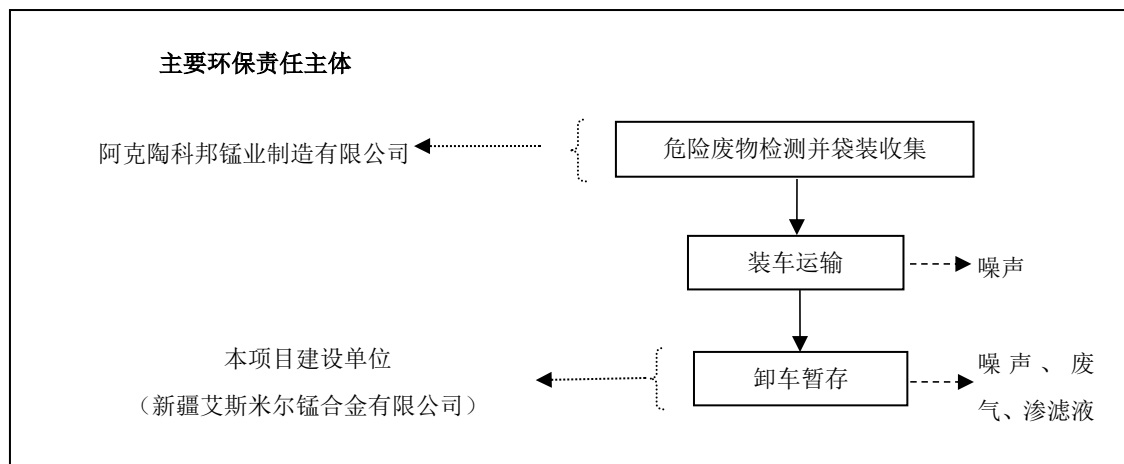 主要环保责任主体
阿克陶科邦锰业制造有限公司
危险废物检测并袋装收集
装车运输
噪声
本项目建设单位
（新疆艾斯米尔锰合金有限公司）
卸车暂存
噪声、废
气、渗滤液